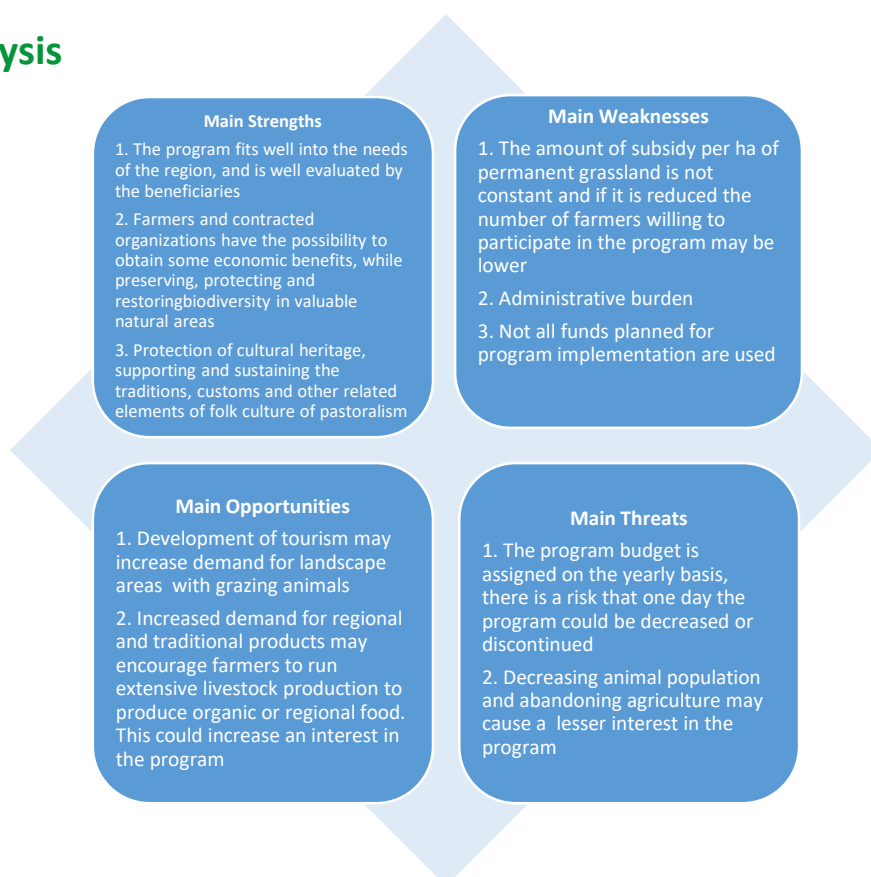 ysis
Main Strengths
1. The program fits well into the needs
of the region, and is well evaluated by
the beneficiaries
2. Farmers and contracted
organizations have the possibility to
obtain some economic benefits, while
preserving, protecting and
restoringbiodiversity in valuable
natural areas
3. Protection of cultural heritage,
supporting and sustaining the
traditions, customs and other related
elements of folk culture of pastoralism
Main Weaknesses
1. The amount of subsidy per ha of
permanent grassland is not
constant and if it is reduced the
number of farmers willing to
participate in the program may be
lower
2. Administrative burden
3. Not all funds planned for
program implementation are used
Main Opportunities
1. Development of tourism may
increase demand for landscape
areas with grazing animals
2. Increased demand for regional
and traditional products may
encourage farmers to run
extensive livestock production to
produce organic or regional food.
This could increase an interest in
the program
Main Threats
1. The program budget is
assigned on the yearly basis,
there is a risk that one day the
program could be decreased or
discontinued
2. Decreasing animal population
and abandoning agriculture may
cause a lesser interest in the
program